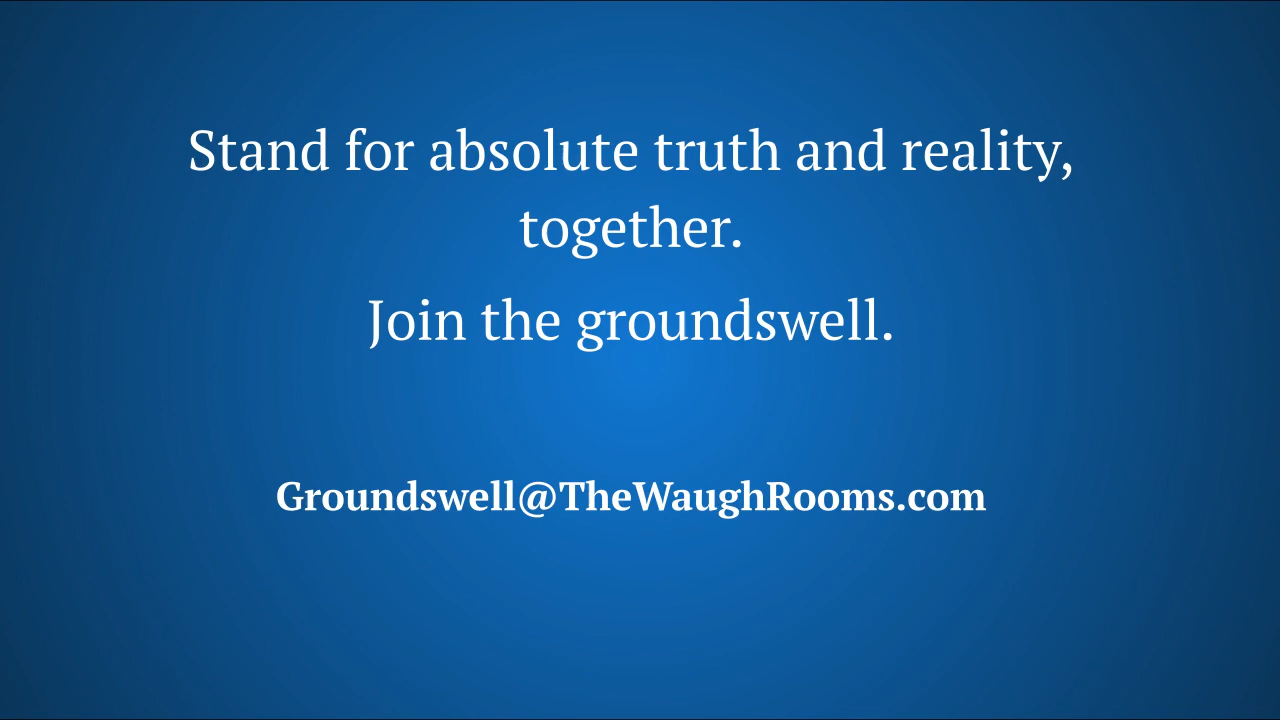 Stand for absolute truth and reality,
together.
Join the groundswell.
Groundswell@TheWaughRooms.com